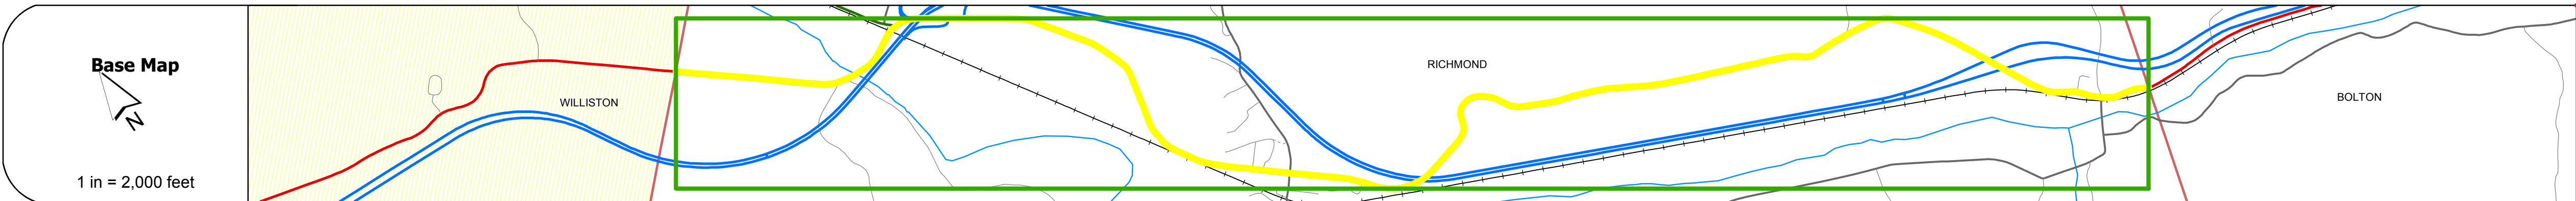 Base Map
N
1 in = 2,000 feet
WILLISTON
RICHMOND
BOLTON